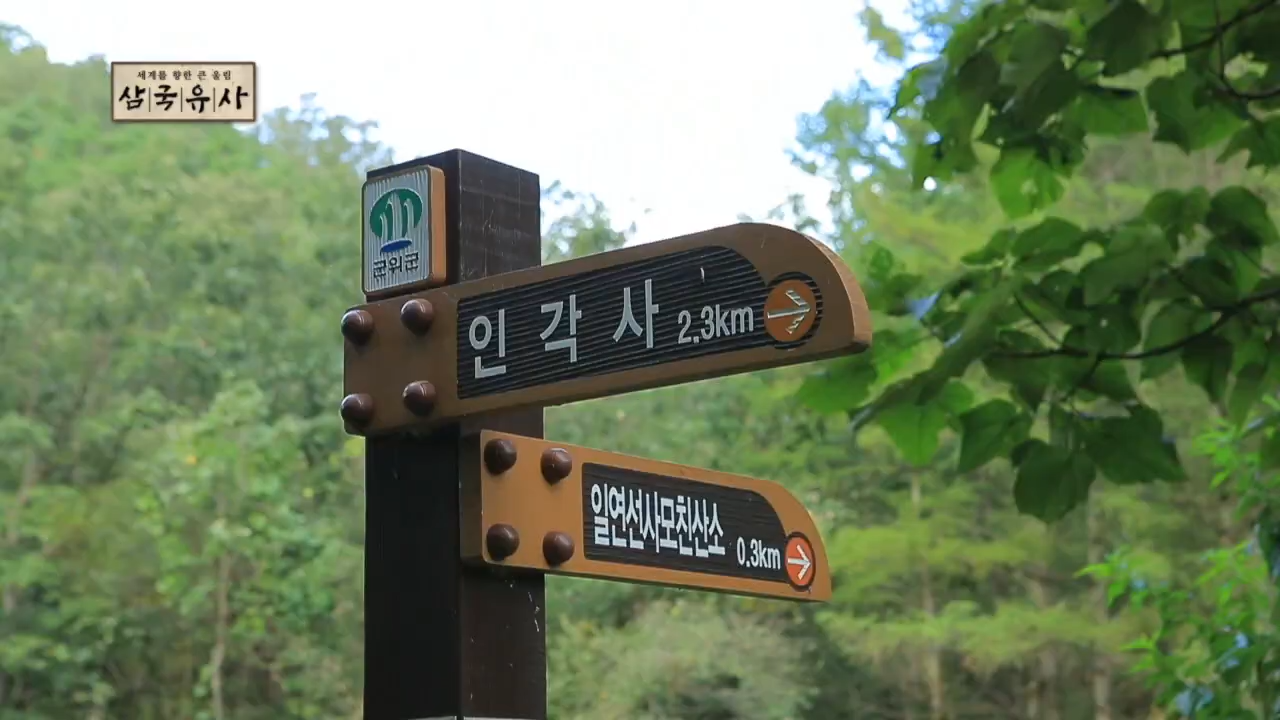 세계를 향한 큰 울림
삼국유사
군위군
인각사 2.3km
일연선사모친산소 0.3km